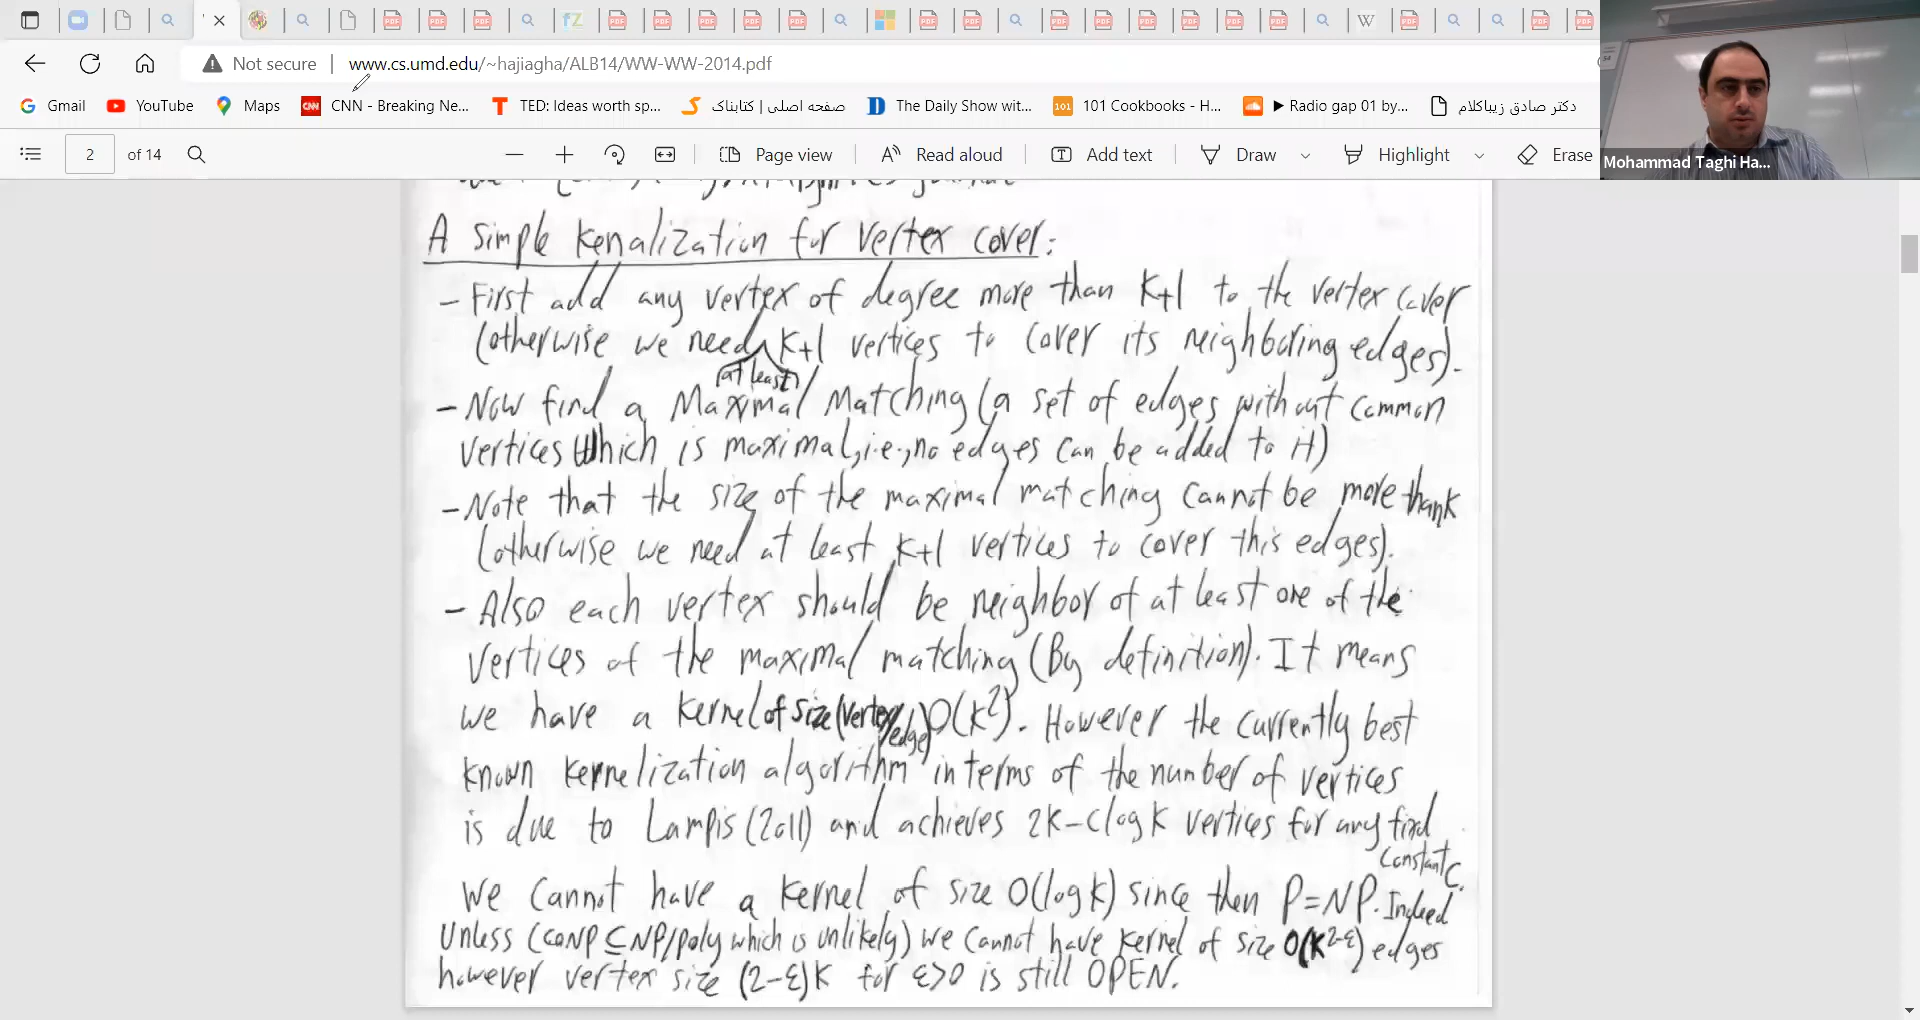 Not secure
www.cs.umd.edu/~hajiagha/ALB14/WW-WW-2014.pdf
Gmail
YouTube
Maps
CNN - Breaking Ne...
TED: Ideas worth sp...
صفحه اصلی | کتابناک
The Daily Show wit...
101 Cookbooks - H...
Radio gap 01 by...
دکتر صادق زیباکلام
2 of 14
Page view
Read aloud
Add text
Draw
Highlight
Erase
Mohammad Taghi Ha...
A simple kenalization for vertex cover:
- First add any vertex of degree more than k+1 to the vertex cover
(otherwise we need (at least) k+1 vertices to cover its neighboring edges).
- Now find a Maximal Matching (a set of edges without common
vertices which is maximal, i.e., no edges can be added to it)
- Note that the size of the maximal matching cannot be more than k
(otherwise we need at least k+1 vertices to cover this edges).
- Also each vertex should be neighbor of at least one of the
vertices of the maximal matching (By definition). It means
we have a kernel of size (vertex/edge) O(k²). However the currently best
known kernelization algorithm in terms of the number of vertices
is due to Lampis (2011) and achieves 2k-clogk vertices for any fixed
constant c.
We cannot have a kernel of size O(logk) since then P=NP. Indeed
Unless (coNP ⊆ NP/poly which is unlikely) we cannot have kernel of size O(k^{2-ε}) edges
however vertex size (2-ε)k for ε>0 is still OPEN.